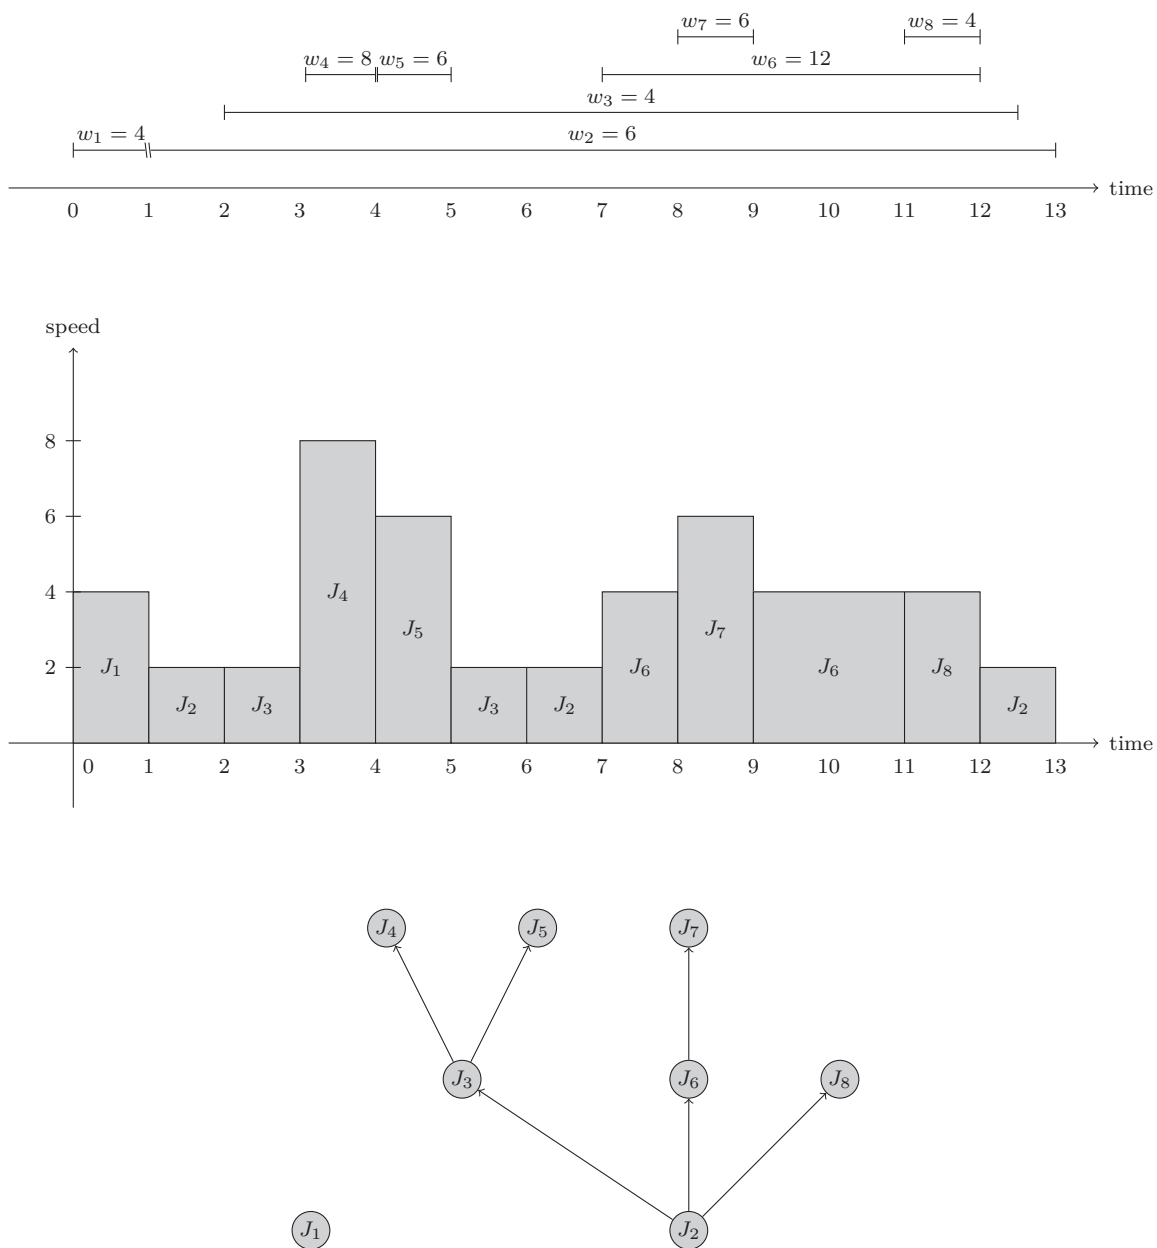 w₇ = 6 w₈ = 4
w₄ = 8 w₅ = 6 w₆ = 12
w₃ = 4
w₁ = 4 w₂ = 6
time
0 1 2 3 4 5 6 7 8 9 10 11 12 13
speed
8
6
4
2
J₄
J₅ J₇
J₁ J₆ J₆ J₈
J₂ J₃ J₃ J₂ J₂
time
0 1 2 3 4 5 6 7 8 9 10 11 12 13
J₄ J₅ J₇
J₃ J₆ J₈
J₁ J₂